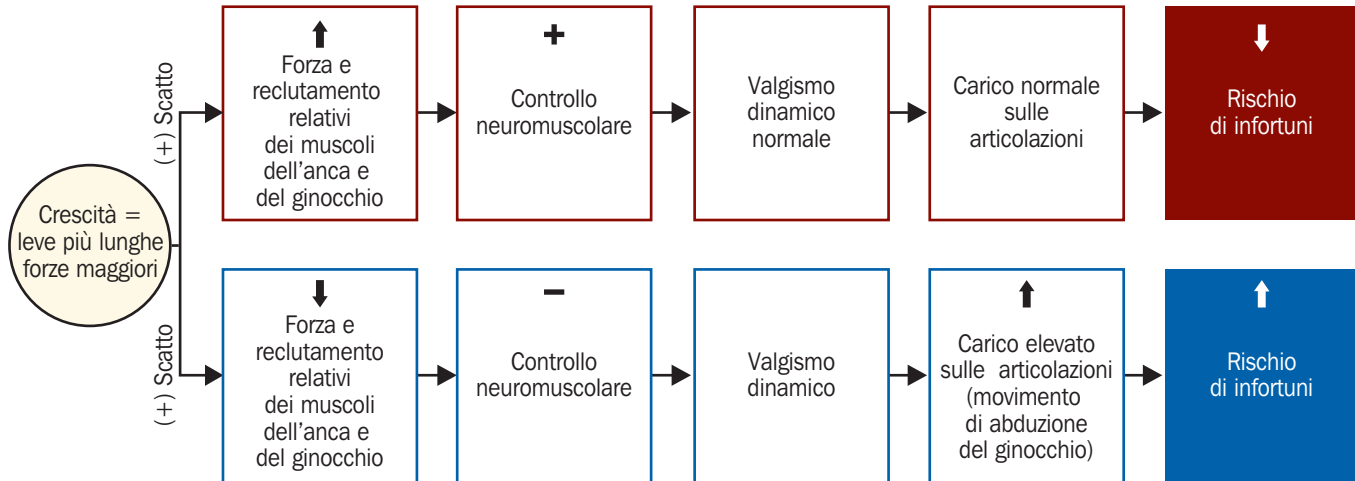 Crescità =
leve più lunghe
forze maggiori
(+) Scatto
Forza e
reclutamento
relativi
dei muscoli
dell'anca e
del ginocchio
+
Controllo
neuromuscolare
Valgismo
dinamico
normale
Carico normale
sulle
articolazioni
Rischio
di infortuni
(+) Scatto
Forza e
reclutamento
relativi
dei muscoli
dell'anca e
del ginocchio
−
Controllo
neuromuscolare
Valgismo
dinamico
Carico elevato
sulle articolazioni
(movimento
di abduzione
del ginocchio)
Rischio
di infortuni